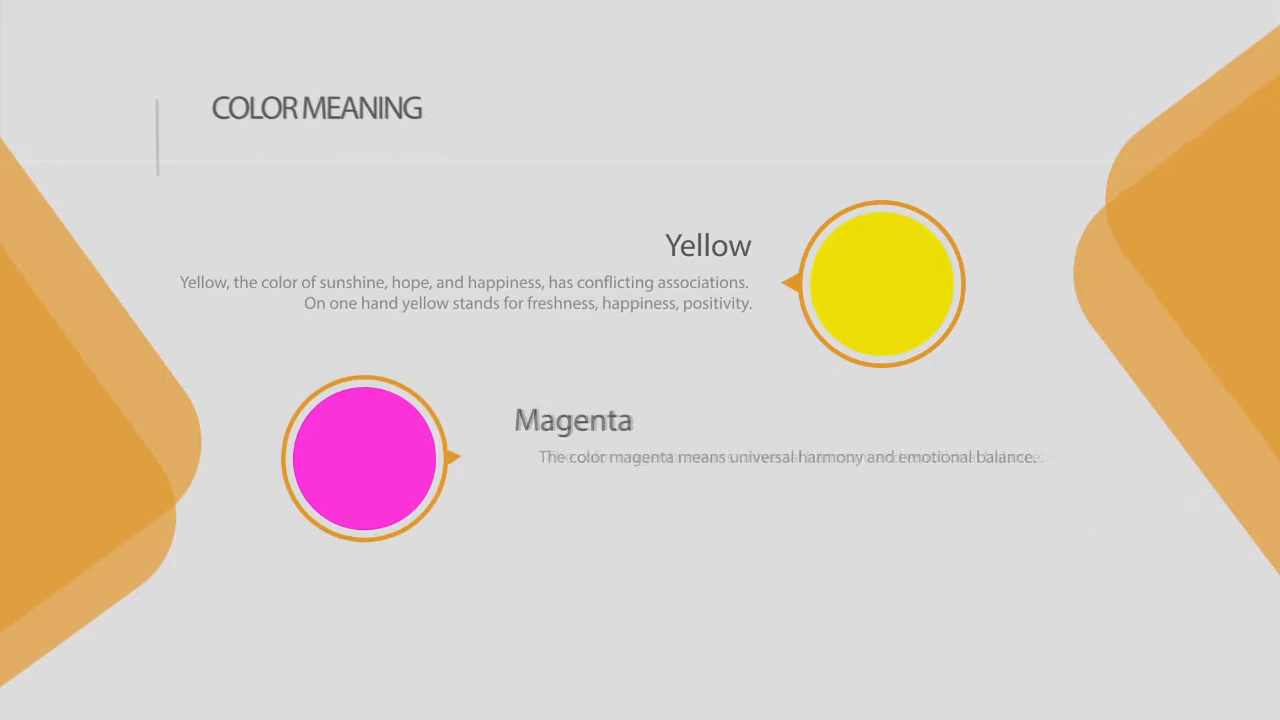 COLOR MEANING
Yellow
Yellow, the color of sunshine, hope, and happiness, has conflicting associations.
On one hand yellow stands for freshness, happiness, positivity.
Magenta
The color magenta means universal harmony and emotional balance.